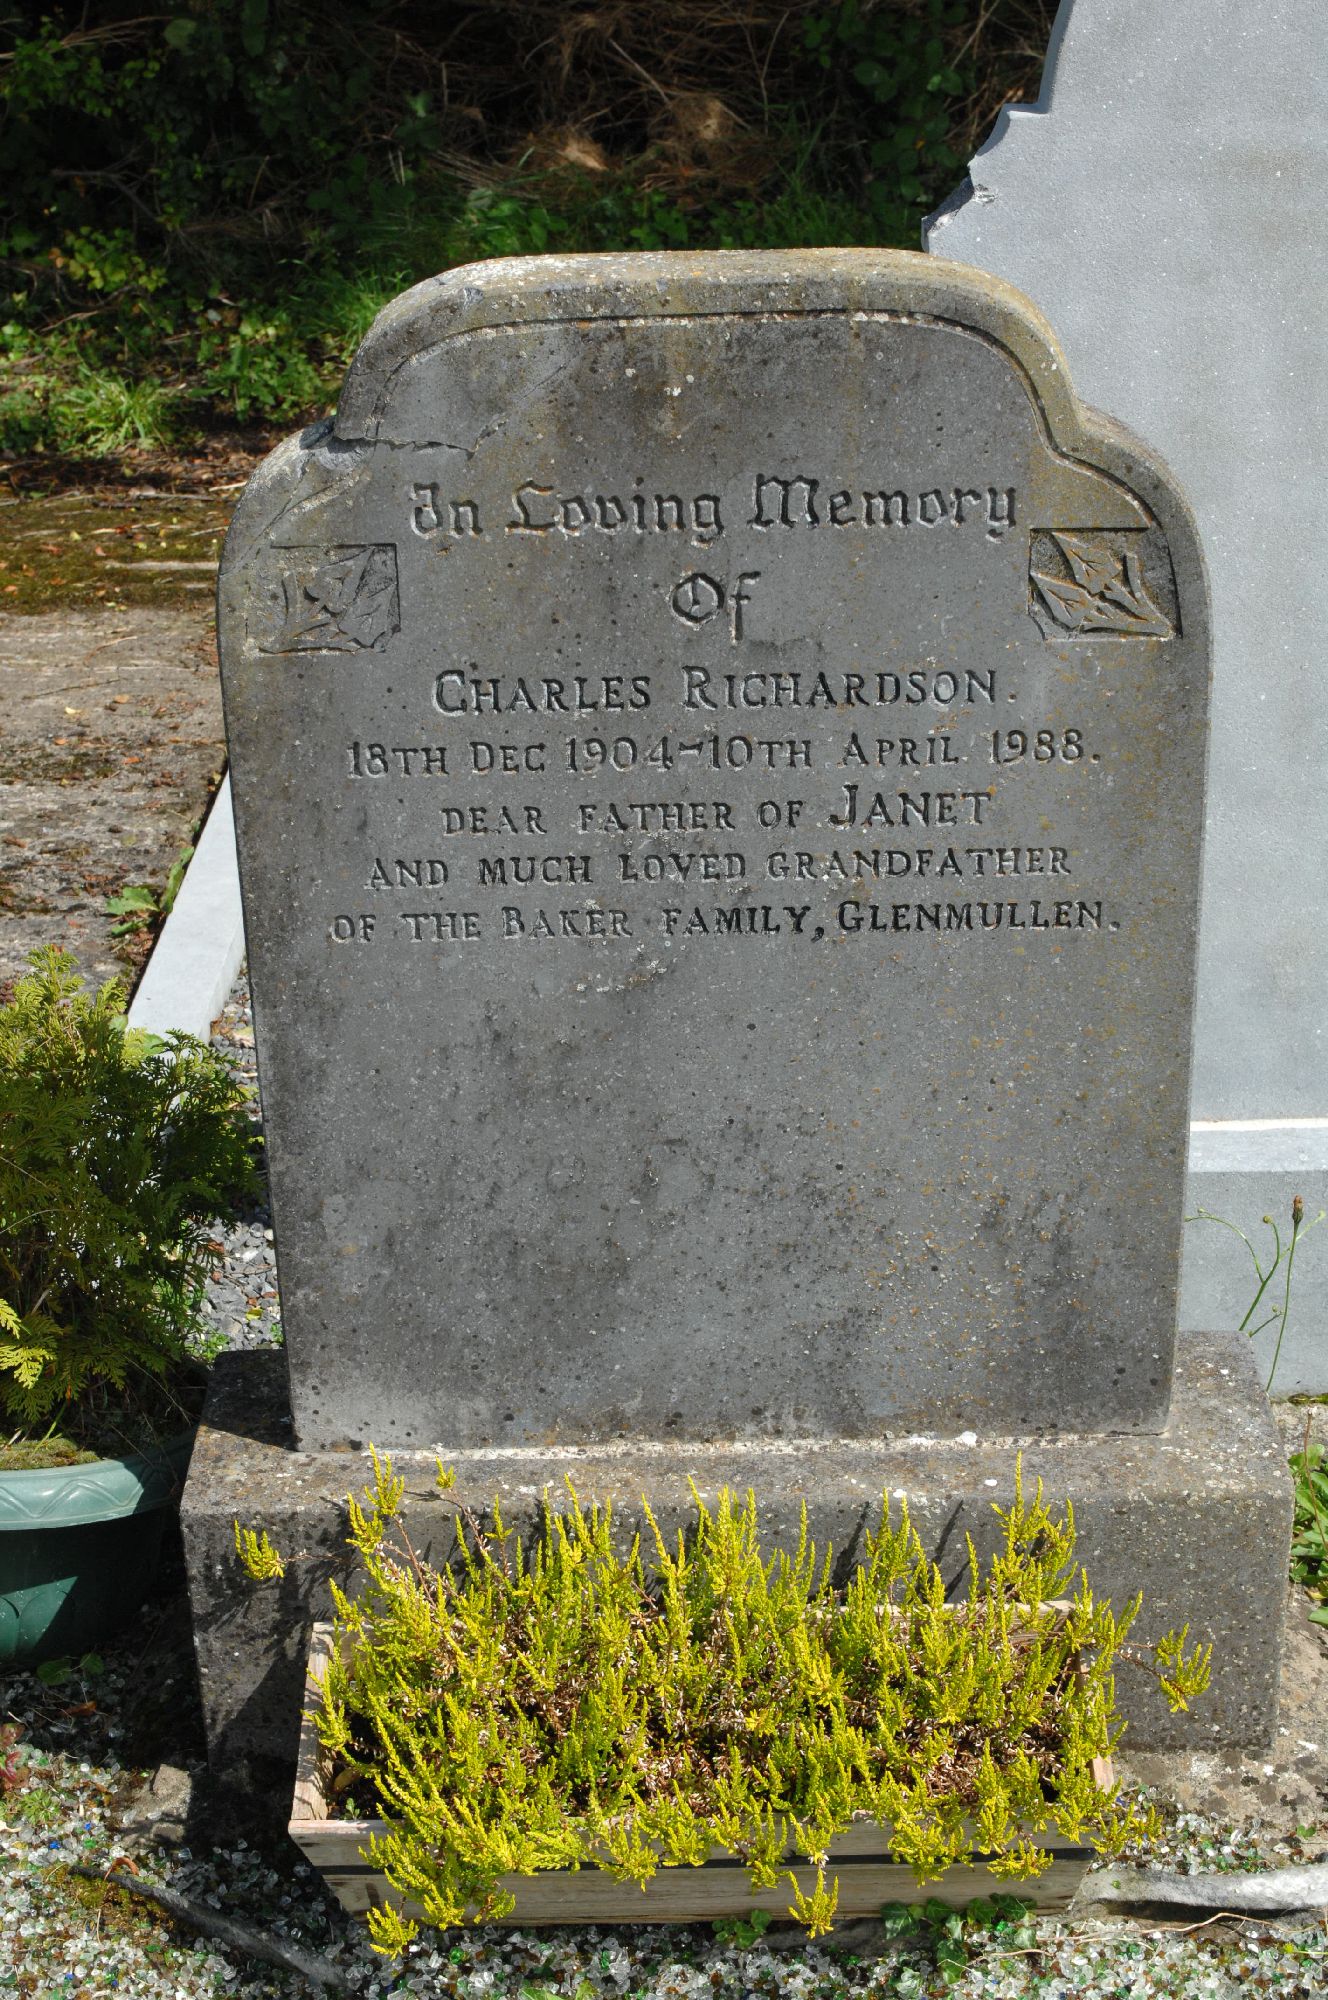 In Loving Memory
Of
CHARLES RICHARDSON.
18TH DEC 1904-10TH APRIL 1988.
DEAR FATHER OF JANET
AND MUCH LOVED GRANDFATHER
OF THE BAKER FAMILY, GLENMULLEN.